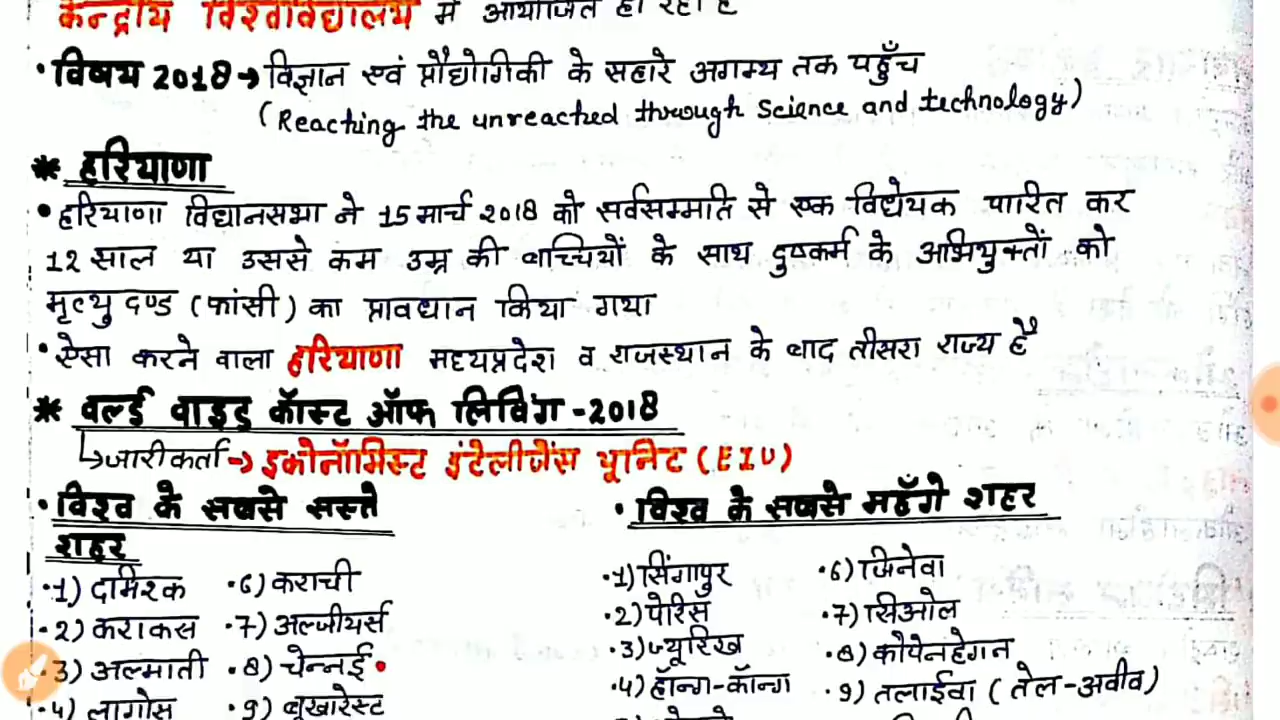 केन्द्रीय विश्वविद्यालय में आयोजित हो रहा है
• विषय 2018→ विज्ञान एवं प्रौद्योगिकी के सहारे अगम्य तक पहुँच
(Reaching the unreached through Science and technology)
* हरियाणा
• हरियाणा विधानसभा ने 15 मार्च 2018 को सर्वसम्मति से एक विधेयक पारित कर
12 साल या उससे कम उम्र की बच्चियों के साथ दुष्कर्म के अभियुक्तों को
मृत्यु दण्ड (फांसी) का प्रावधान किया गया
• ऐसा करने वाला हरियाणा मध्यप्रदेश व राजस्थान के बाद तीसरा राज्य है
* वर्ल्ड वाइड कॉस्ट ऑफ लिविंग -2018
↳जारीकर्ता→ इकोनॉमिस्ट इंटेलीजेंस यूनिट (EIU)
• विश्व के सबसे सस्ते
शहर
•1) दमिश्क •6) कराची
•2) कराकस •7) अल्जीयर्स
•3) अल्माती •8) चेन्नई
•4) लागोस •9) बुखारेस्ट
• विश्व के सबसे महँगे शहर
•1) सिंगापुर •6) जिनेवा
•2) पेरिस •7) सिओल
•3) ज्यूरिख •8) कोपेनहेगन
•4) हॉन्ग-कॉन्ग •9) तलाईवा (तेल-अवीव)